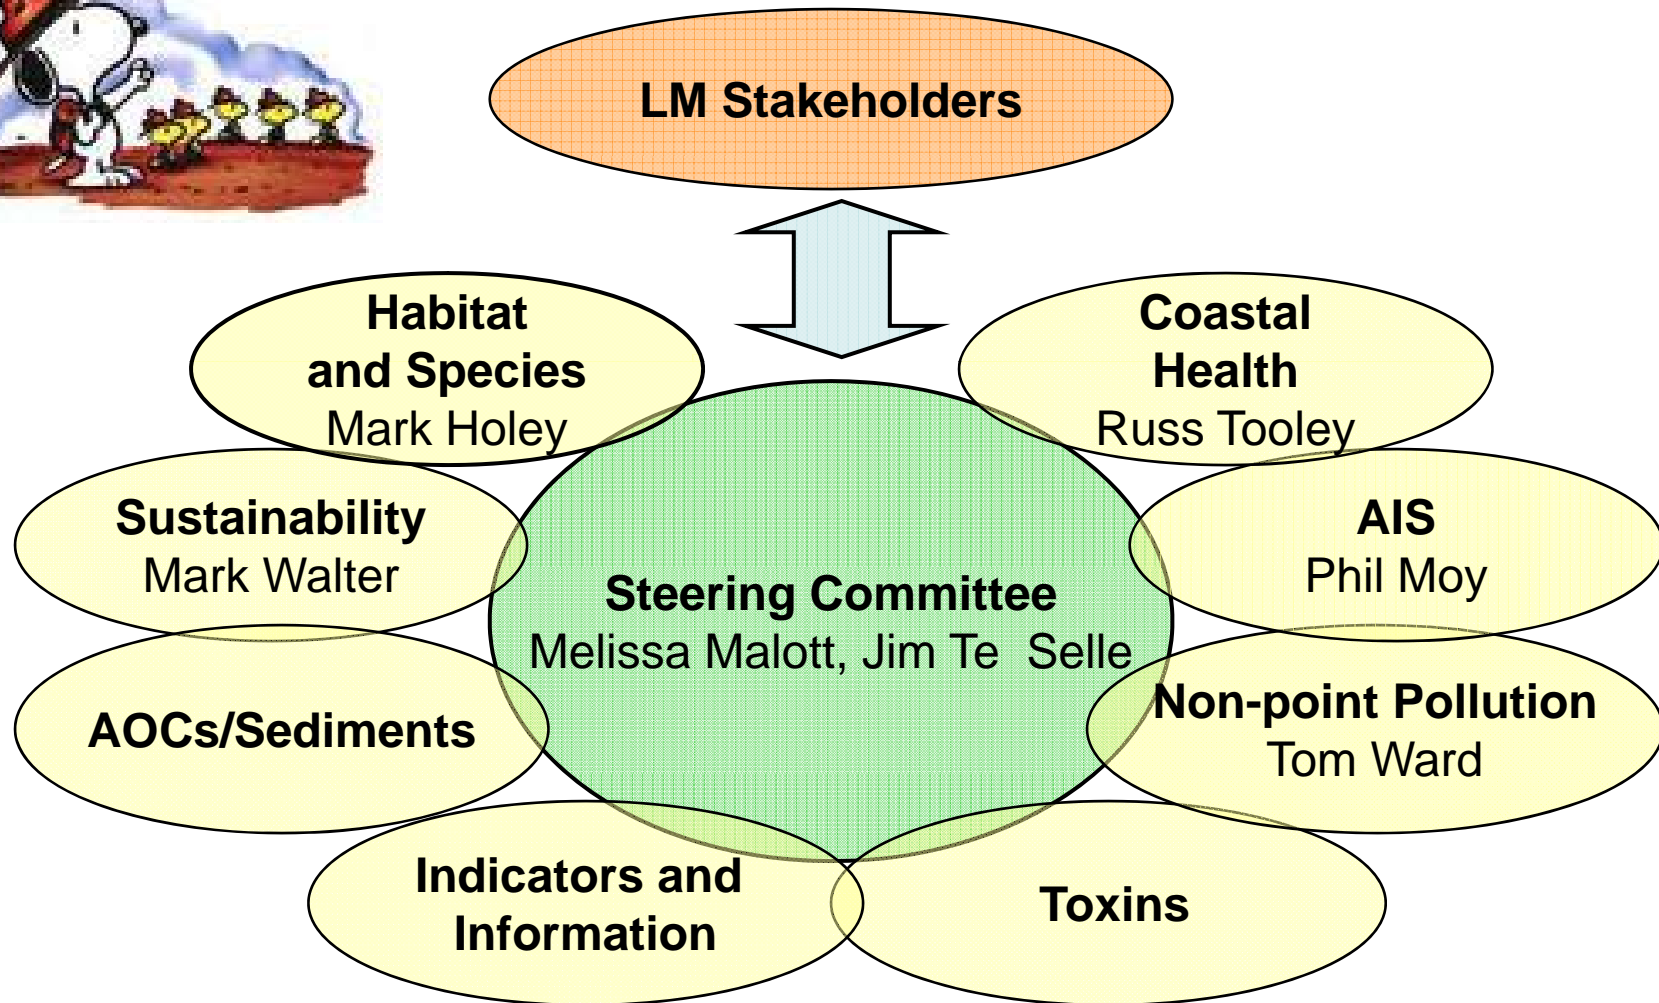 LM Stakeholders
Habitat
and Species
Mark Holey
Coastal
Health
Russ Tooley
Sustainability
Mark Walter
AIS
Phil Moy
Steering Committee
Melissa Malott, Jim Te Selle
AOCs/Sediments
Non-point Pollution
Tom Ward
Indicators and
Information
Toxins